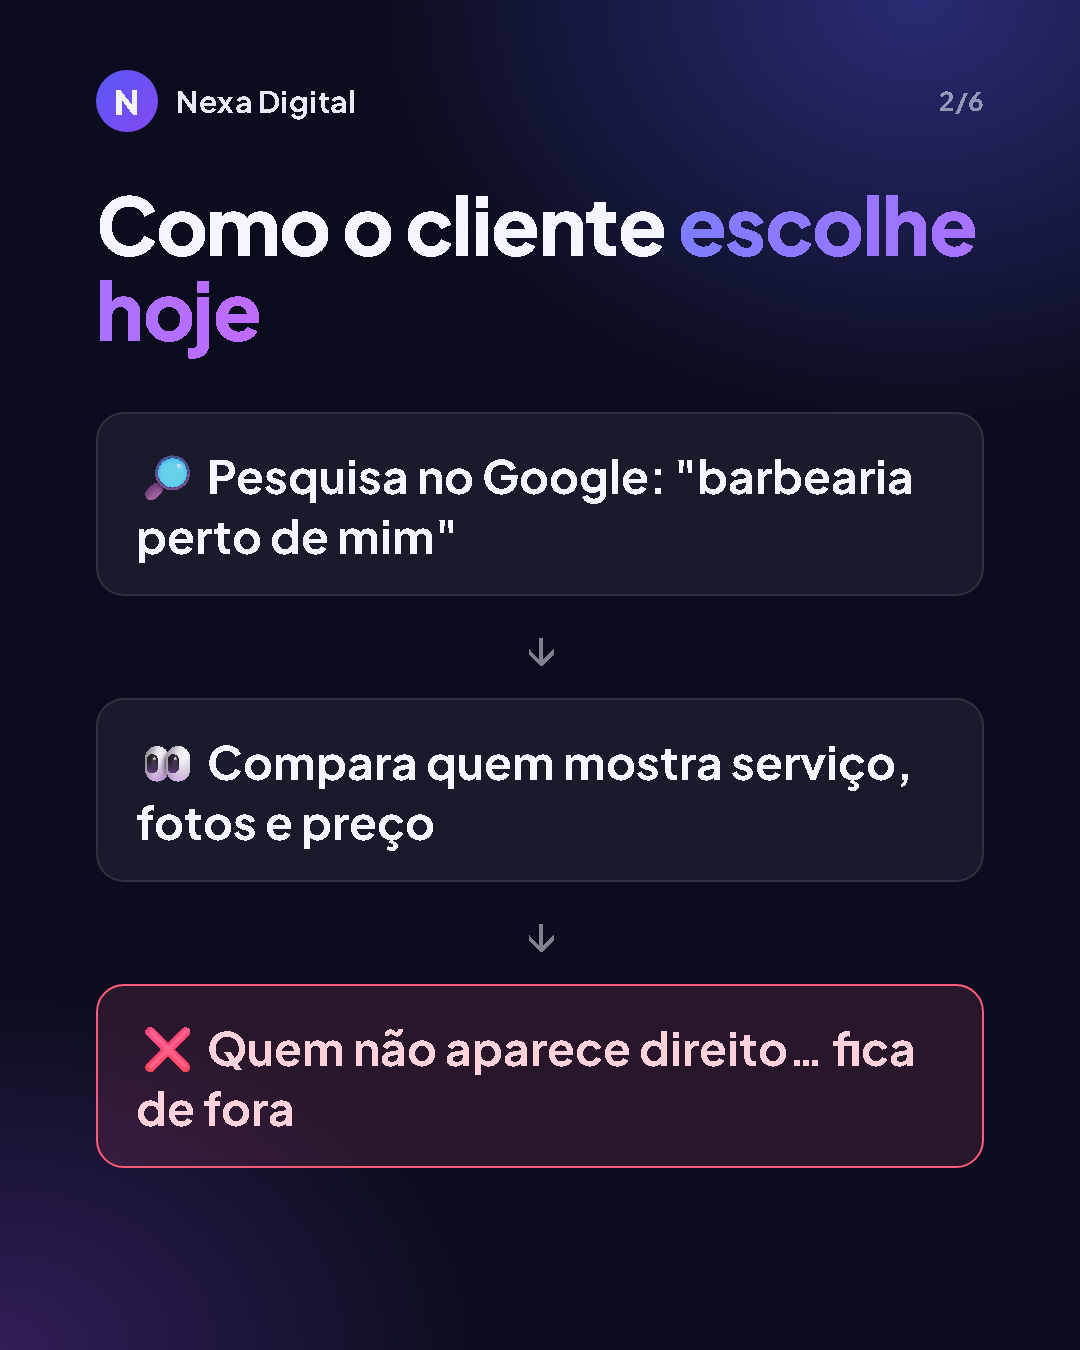 N Nexa Digital
2/6
Como o cliente escolhe
hoje
🔎 Pesquisa no Google: "barbearia
perto de mim"
↓
👀 Compara quem mostra serviço,
fotos e preço
↓
❌ Quem não aparece direito... fica
de fora